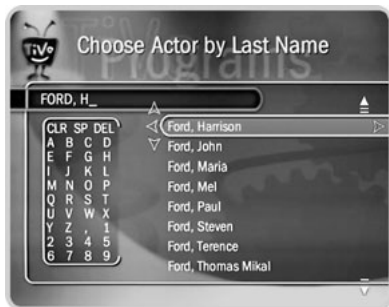 TiVo
Choose Actor by Last Name
Programs
FORD, H_
CLR SP DEL
A B C D
E F G H
I J K L
M N O P
Q R S T
U V W X
Y Z , 1
2 3 4 5
6 7 8 9
Ford, Harrison
Ford, John
Ford, Maria
Ford, Mel
Ford, Paul
Ford, Steven
Ford, Terence
Ford, Thomas Mikal